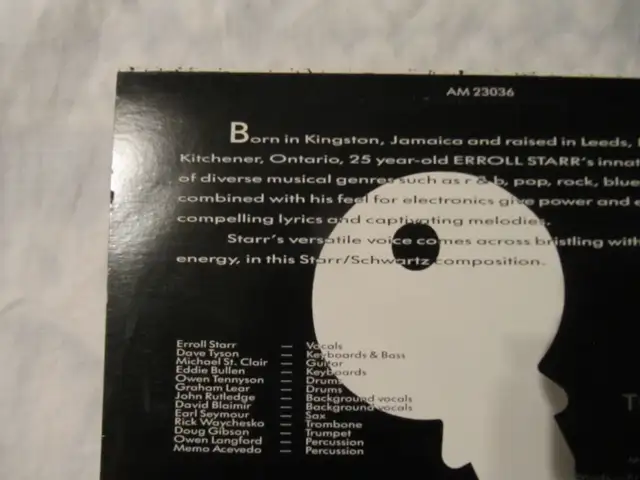 AM 23036
Born in Kingston, Jamaica and raised in Leeds,
Kitchener, Ontario, 25 year-old ERROLL STARR's
of diverse musical genres such as r & b, pop, rock,
combined with his feel for electronics give power and
compelling lyrics and captivating melodies.
Starr's versatile voice comes across bristling with
energy, in this Starr/Schwartz composition.
Erroll Starr — Vocals
Dave Tyson — Keyboards & Bass
Michael St. Clair — Guitar
Eddie Bullen — Keyboards
Owen Tennyson — Drums
Graham Lear — Drums
John Rutledge — Background vocals
David Blaimir — Background vocals
Earl Seymour — Sax
Rick Waychesko — Trombone
Doug Gibson — Trumpet
Owen Langford — Percussion
Memo Acevedo — Percussion
T